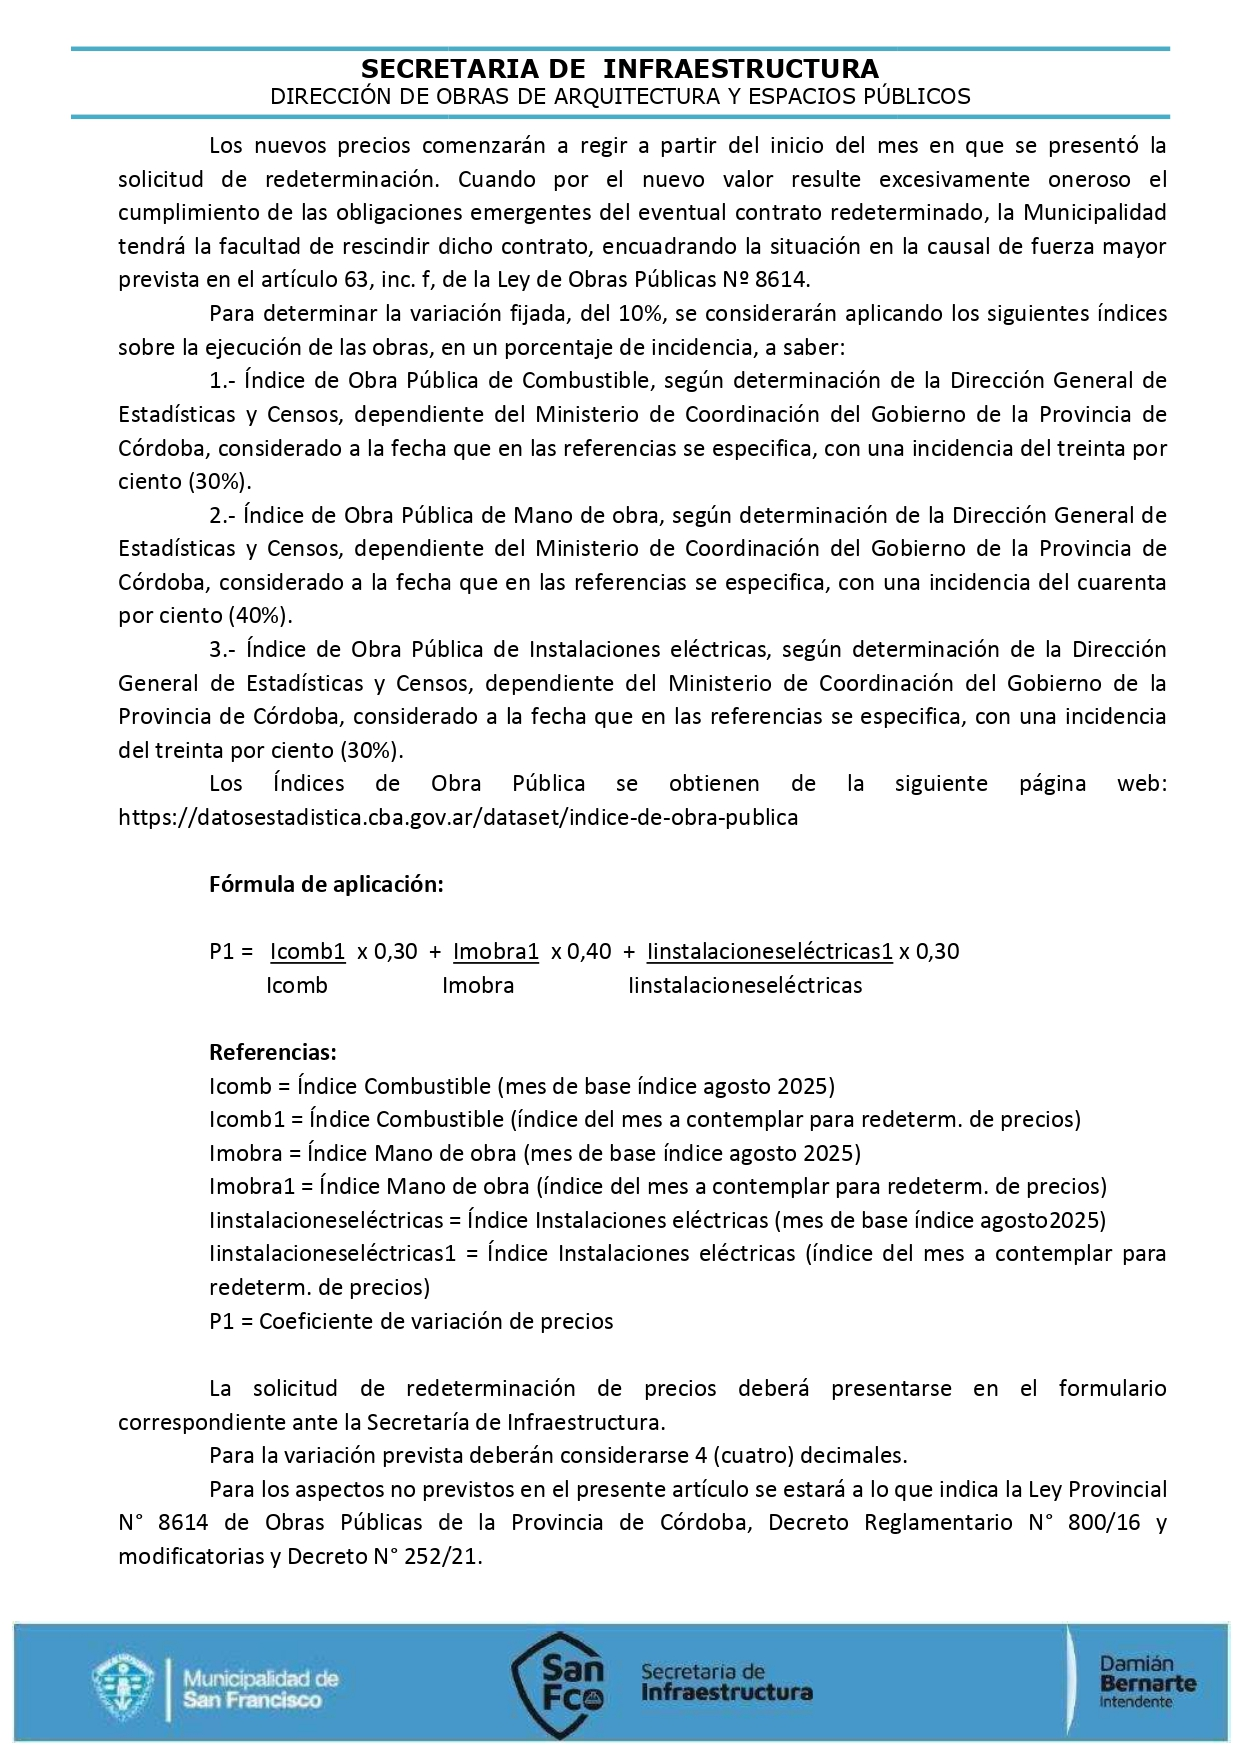 SECRETARIA DE INFRAESTRUCTURA
DIRECCIÓN DE OBRAS DE ARQUITECTURA Y ESPACIOS PÚBLICOS
Los nuevos precios comenzarán a regir a partir del inicio del mes en que se presentó la
solicitud de redeterminación. Cuando por el nuevo valor resulte excesivamente oneroso el
cumplimiento de las obligaciones emergentes del eventual contrato redeterminado, la Municipalidad
tendrá la facultad de rescindir dicho contrato, encuadrando la situación en la causal de fuerza mayor
prevista en el artículo 63, inc. f, de la Ley de Obras Públicas Nº 8614.
Para determinar la variación fijada, del 10%, se considerarán aplicando los siguientes índices
sobre la ejecución de las obras, en un porcentaje de incidencia, a saber:
1.- Índice de Obra Pública de Combustible, según determinación de la Dirección General de
Estadísticas y Censos, dependiente del Ministerio de Coordinación del Gobierno de la Provincia de
Córdoba, considerado a la fecha que en las referencias se especifica, con una incidencia del treinta por
ciento (30%).
2.- Índice de Obra Pública de Mano de obra, según determinación de la Dirección General de
Estadísticas y Censos, dependiente del Ministerio de Coordinación del Gobierno de la Provincia de
Córdoba, considerado a la fecha que en las referencias se especifica, con una incidencia del cuarenta
por ciento (40%).
3.- Índice de Obra Pública de Instalaciones eléctricas, según determinación de la Dirección
General de Estadísticas y Censos, dependiente del Ministerio de Coordinación del Gobierno de la
Provincia de Córdoba, considerado a la fecha que en las referencias se especifica, con una incidencia
del treinta por ciento (30%).
Los Índices de Obra Pública se obtienen de la siguiente página web:
https://datosestadistica.cba.gov.ar/dataset/indice-de-obra-publica
Fórmula de aplicación:
P1 = Icomb1 x 0,30 + Imobra1 x 0,40 + Iinstalacioneseléctricas1 x 0,30
Icomb Imobra Iinstalacioneseléctricas
Referencias:
Icomb = Índice Combustible (mes de base índice agosto 2025)
Icomb1 = Índice Combustible (índice del mes a contemplar para redeterm. de precios)
Imobra = Índice Mano de obra (mes de base índice agosto 2025)
Imobra1 = Índice Mano de obra (índice del mes a contemplar para redeterm. de precios)
Iinstalacioneseléctricas = Índice Instalaciones eléctricas (mes de base índice agosto2025)
Iinstalacioneseléctricas1 = Índice Instalaciones eléctricas (índice del mes a contemplar para
redeterm. de precios)
P1 = Coeficiente de variación de precios
La solicitud de redeterminación de precios deberá presentarse en el formulario
correspondiente ante la Secretaría de Infraestructura.
Para la variación prevista deberán considerarse 4 (cuatro) decimales.
Para los aspectos no previstos en el presente artículo se estará a lo que indica la Ley Provincial
N° 8614 de Obras Públicas de la Provincia de Córdoba, Decreto Reglamentario N° 800/16 y
modificatorias y Decreto N° 252/21.
Municipalidad de
San Francisco
San
Fco
Secretaría de
Infraestructura
Damián
Bernarte
Intendente